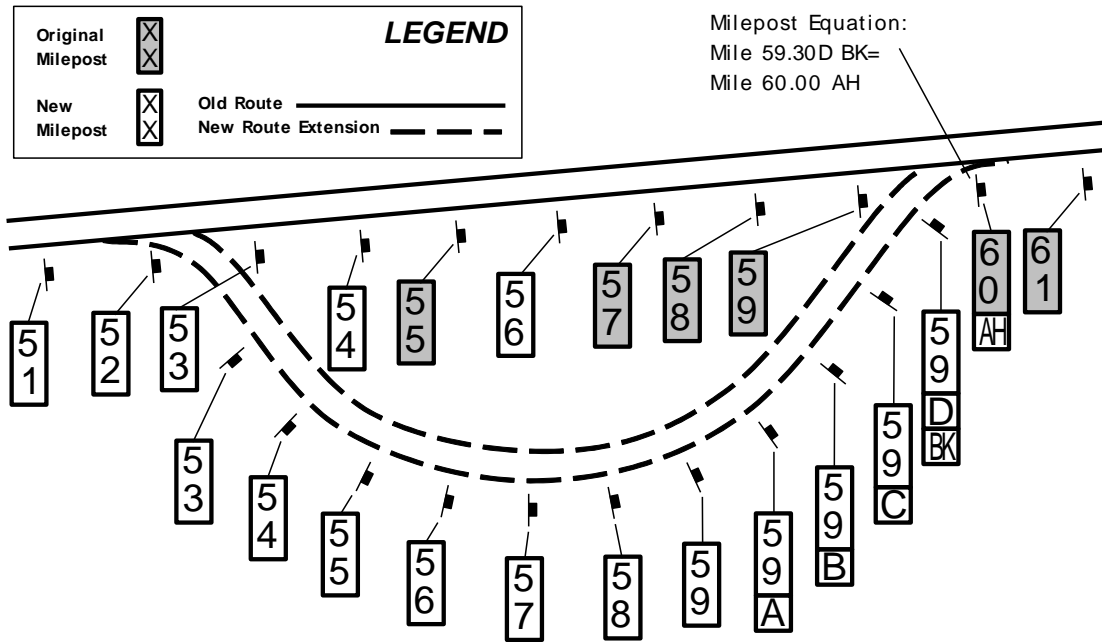 LEGEND
Original
Milepost
X
X
New
Milepost
X
X
Old Route
New Route Extension
Milepost Equation:
Mile 59.30D BK=
Mile 60.00 AH
51
52
53
54
55
56
57
58
59
60
AH
61
53
54
55
56
57
58
59
59
A
59
B
59
C
59
D
BK